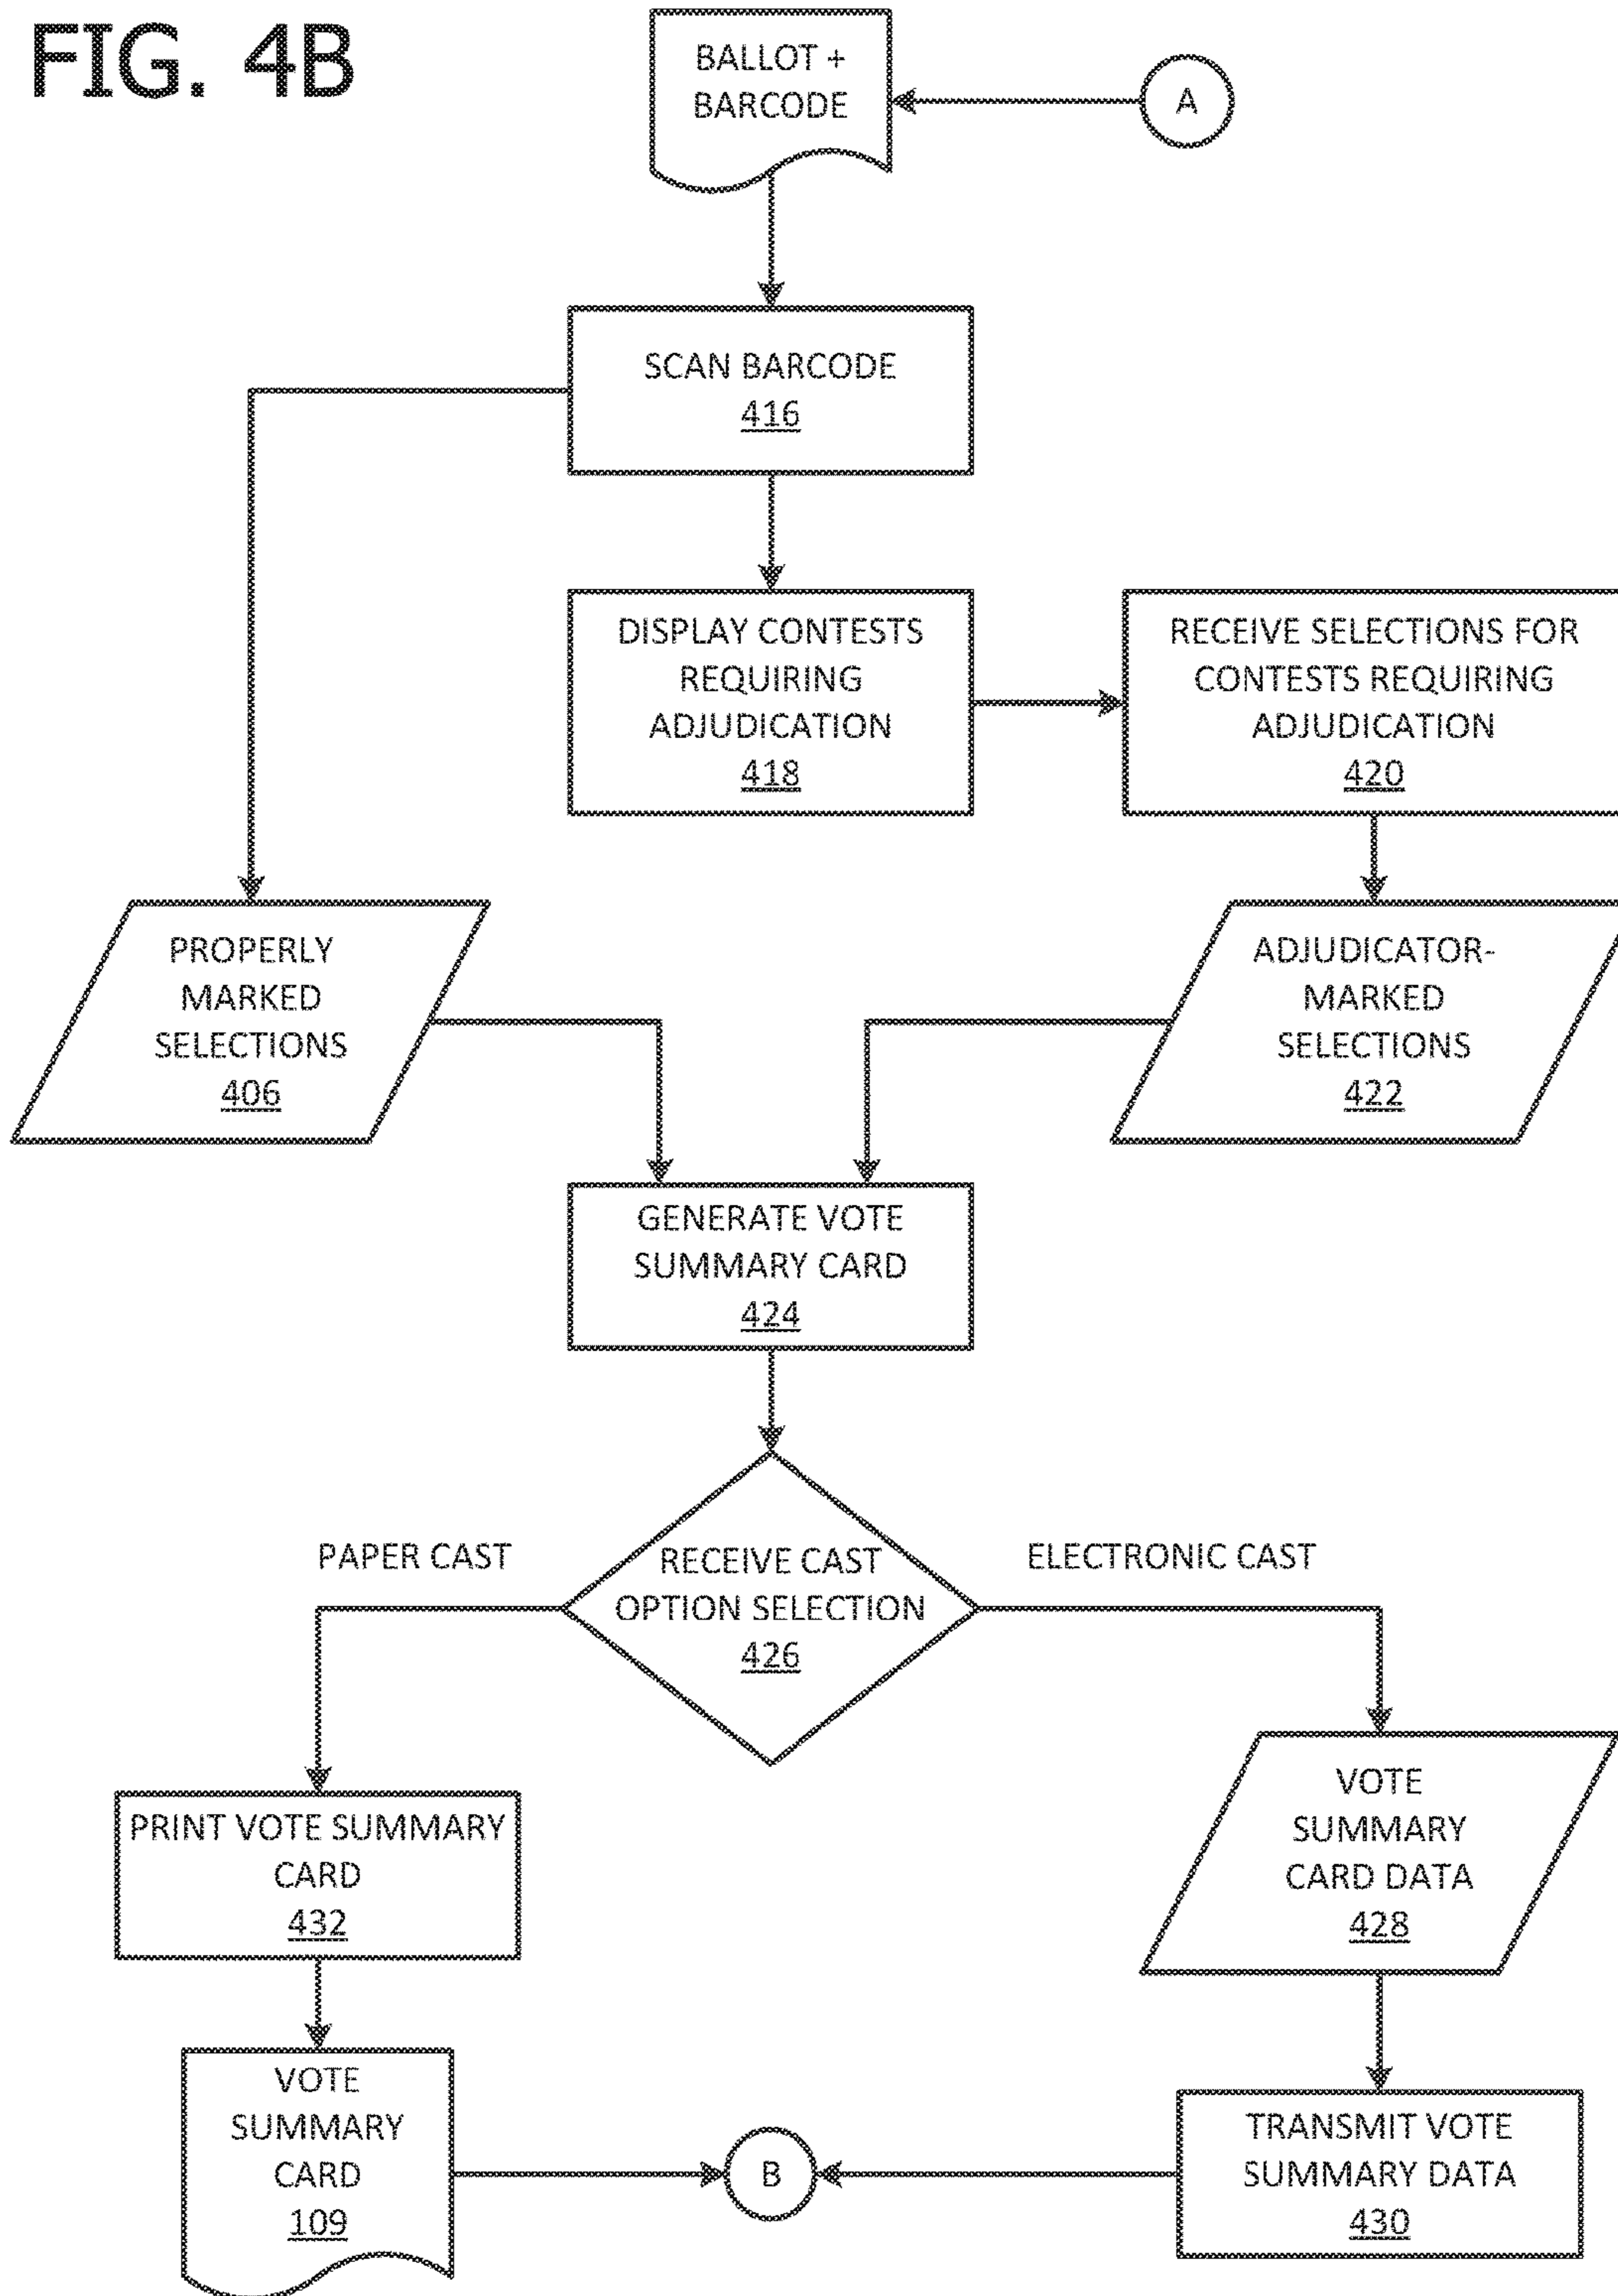 FIG. 4B
BALLOT +
BARCODE
A
SCAN BARCODE
416
DISPLAY CONTESTS
REQUIRING
ADJUDICATION
418
RECEIVE SELECTIONS FOR
CONTESTS REQUIRING
ADJUDICATION
420
PROPERLY
MARKED
SELECTIONS
406
ADJUDICATOR-
MARKED
SELECTIONS
422
GENERATE VOTE
SUMMARY CARD
424
PAPER CAST
RECEIVE CAST
OPTION SELECTION
426
ELECTRONIC CAST
PRINT VOTE SUMMARY
CARD
432
VOTE
SUMMARY
CARD DATA
428
VOTE
SUMMARY
CARD
109
B
TRANSMIT VOTE
SUMMARY DATA
430